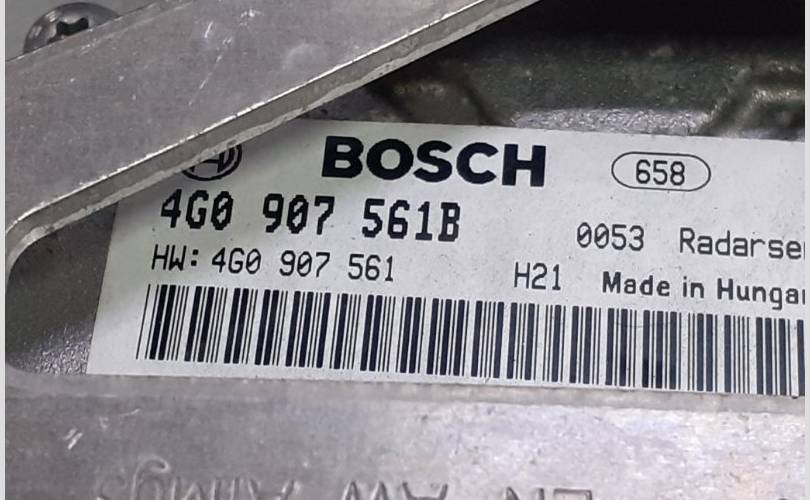 BOSCH 658
4G0 907 561B
0053 Radarse
HW: 4G0 907 561
H21 Made in Hunga